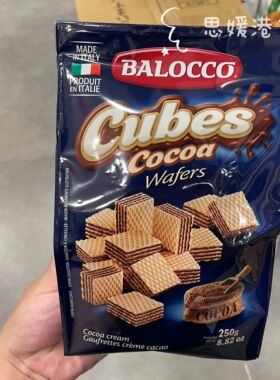 思媛港
MADE
IN ITALY
PRODUIT
EN ITALIE
BALOCCO
Cubes
Cocoa
Wafers
COCOA
250g
8.82 oz
Cocoa cream
Gaufrettes crème cacao